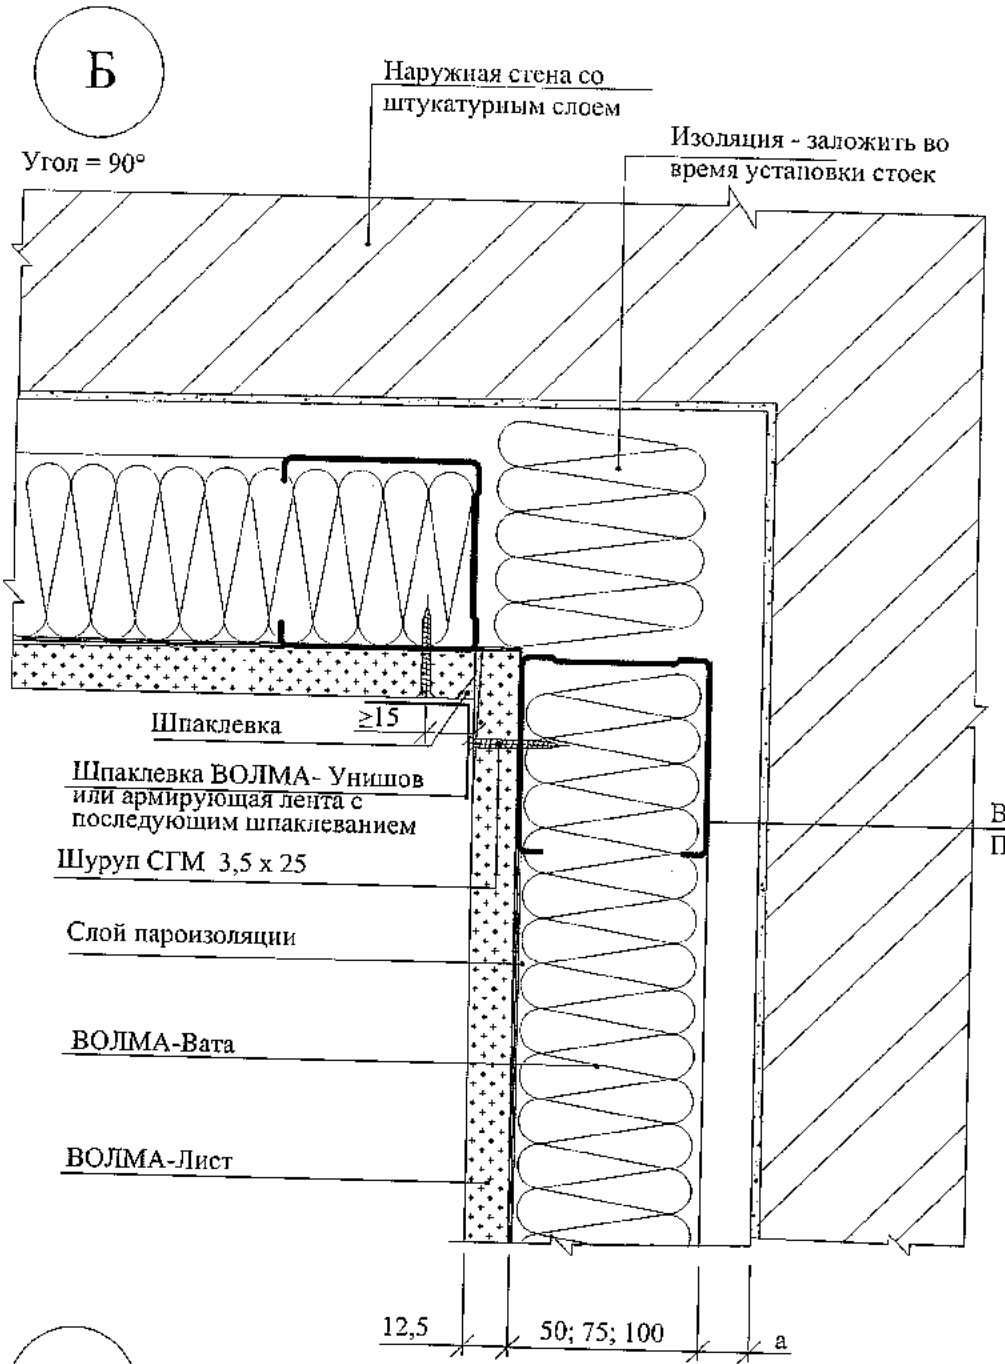 Б
Угол = 90°
Наружная стена со
штукатурным слоем
Изоляция - заложить во
время установки стоек
Шпаклевка
≥15
Шпаклевка ВОЛМА- Унишов
или армирующая лента с
последующим шпаклеванием
Шуруп СГМ 3,5 x 25
В
П
Слой пароизоляции
ВОЛМА-Вата
ВОЛМА-Лист
12,5
50; 75; 100
а